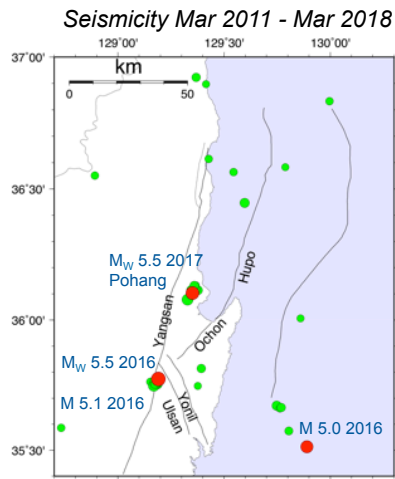 Seismicity Mar 2011 - Mar 2018
129˚00' 129˚30' 130˚00'
37˚00'
km
0 50
36˚30'
M_W 5.5 2017
Pohang
Hupo
Yangsan
36˚00'
Ochon
M_W 5.5 2016
M 5.1 2016
Yonil
Ulsan
M 5.0 2016
35˚30'